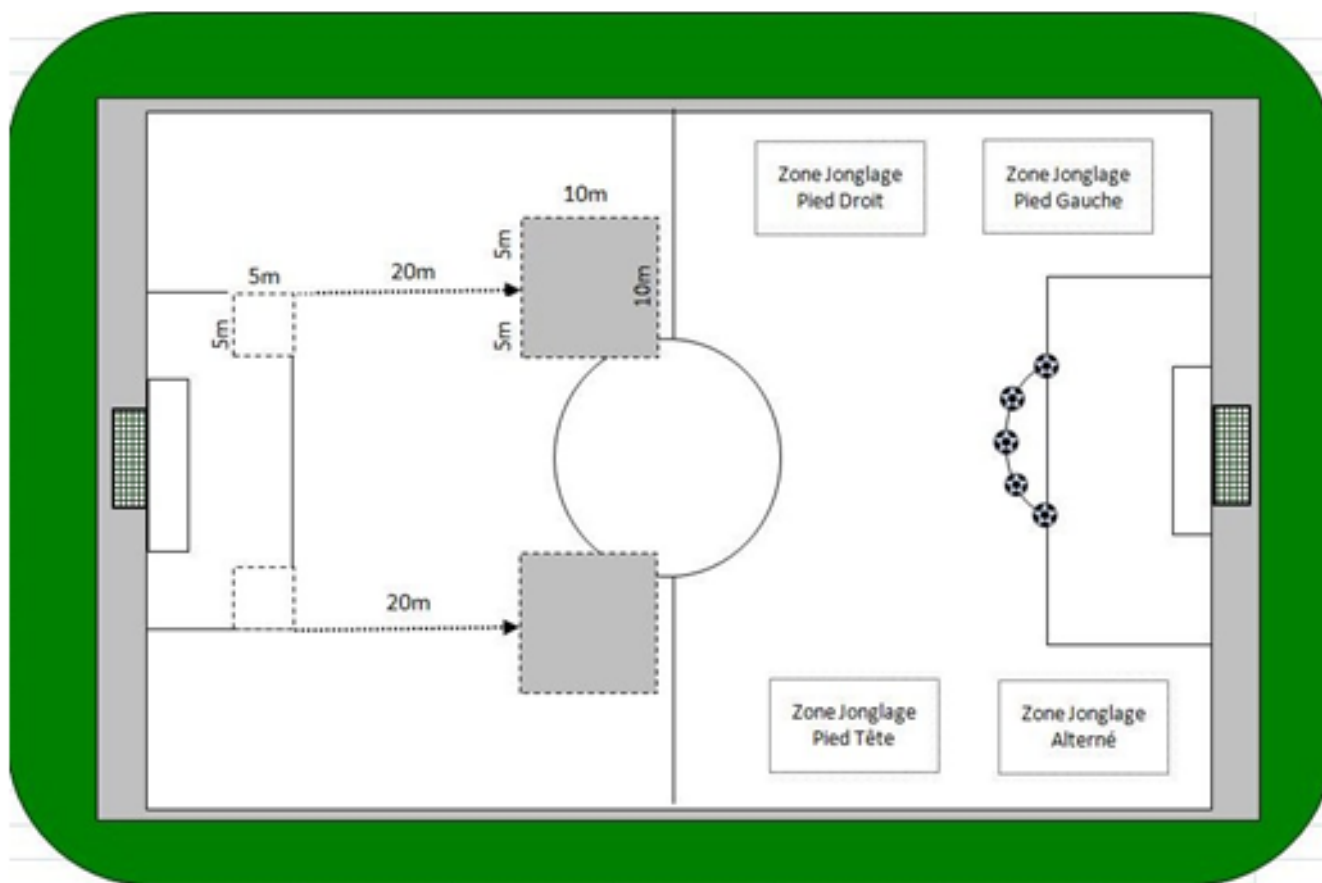 Zone Jonglage
Pied Droit
Zone Jonglage
Pied Gauche
10m
5m
20m
5m
10m
5m
5m
20m
Zone Jonglage
Pied Tête
Zone Jonglage
Alterné